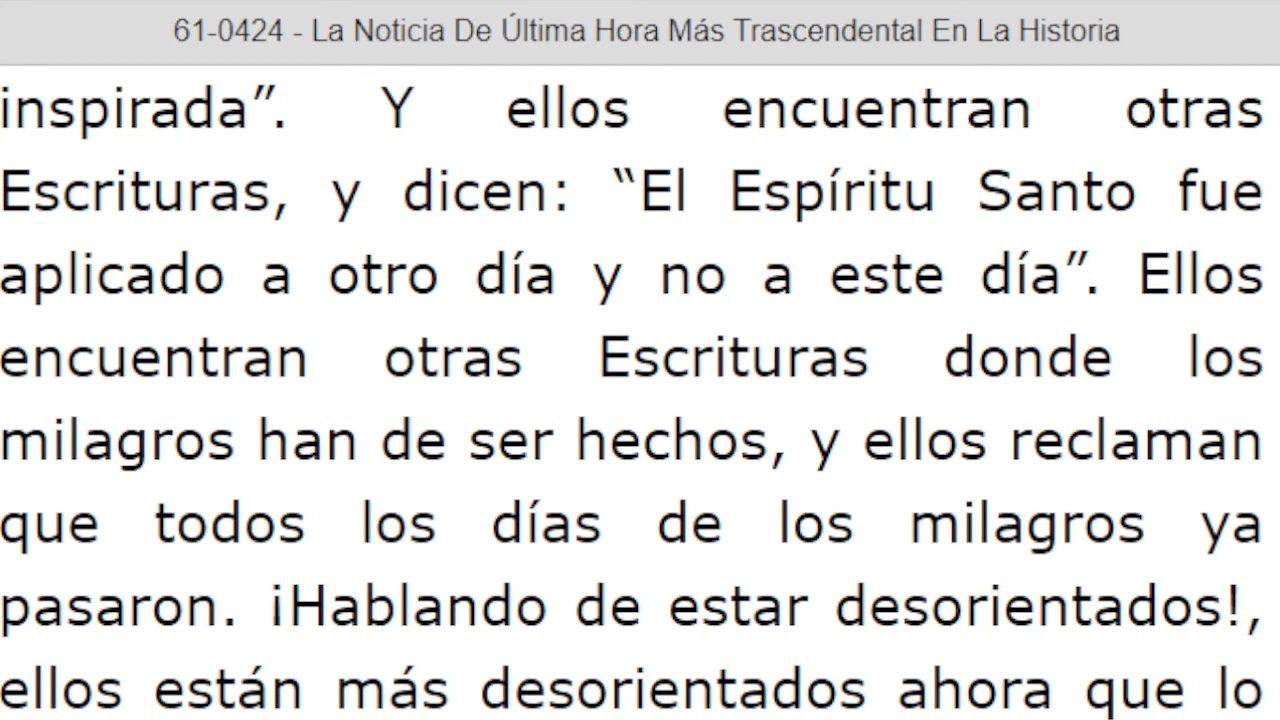 61-0424 - La Noticia De Última Hora Más Trascendental En La Historia
inspirada”. Y ellos encuentran otras
Escrituras, y dicen: “El Espíritu Santo fue
aplicado a otro día y no a este día”. Ellos
encuentran otras Escrituras donde los
milagros han de ser hechos, y ellos reclaman
que todos los días de los milagros ya
pasaron. ¡Hablando de estar desorientados!,
ellos están más desorientados ahora que lo